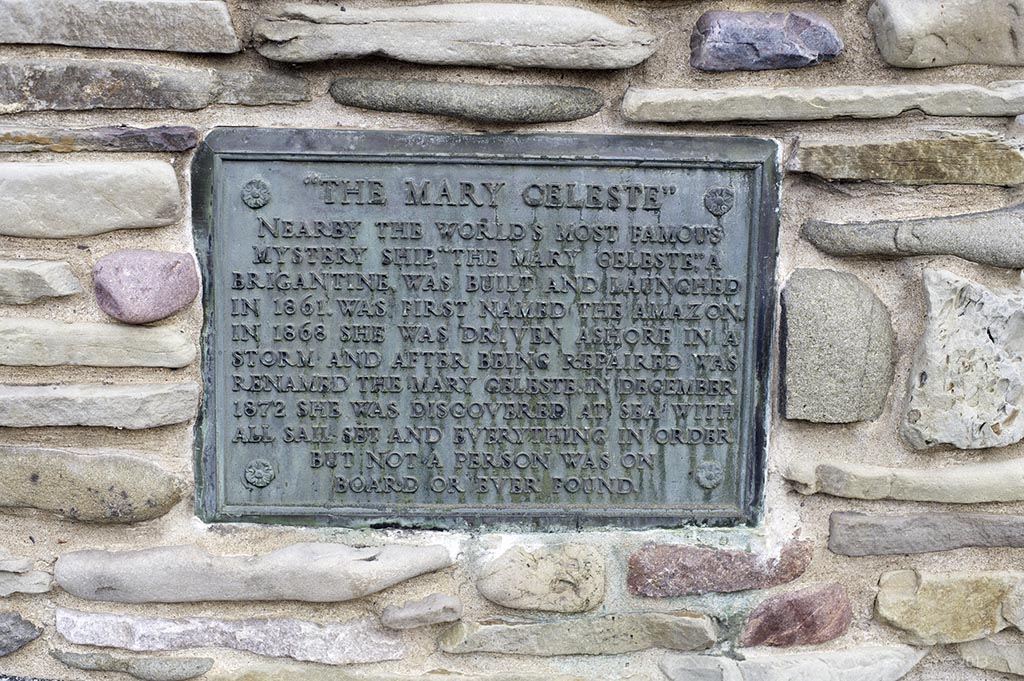 "THE MARY CELESTE"
NEARBY THE WORLD'S MOST FAMOUS
MYSTERY SHIP, "THE MARY CELESTE", A
BRIGANTINE, WAS BUILT AND LAUNCHED
IN 1861. WAS FIRST NAMED THE AMAZON.
IN 1868 SHE WAS DRIVEN ASHORE IN A
STORM AND AFTER BEING REPAIRED WAS
RENAMED THE MARY CELESTE. IN DECEMBER
1872 SHE WAS DISCOVERED AT SEA WITH
ALL SAIL SET AND EVERYTHING IN ORDER
BUT NOT A PERSON WAS ON
BOARD OR EVER FOUND.